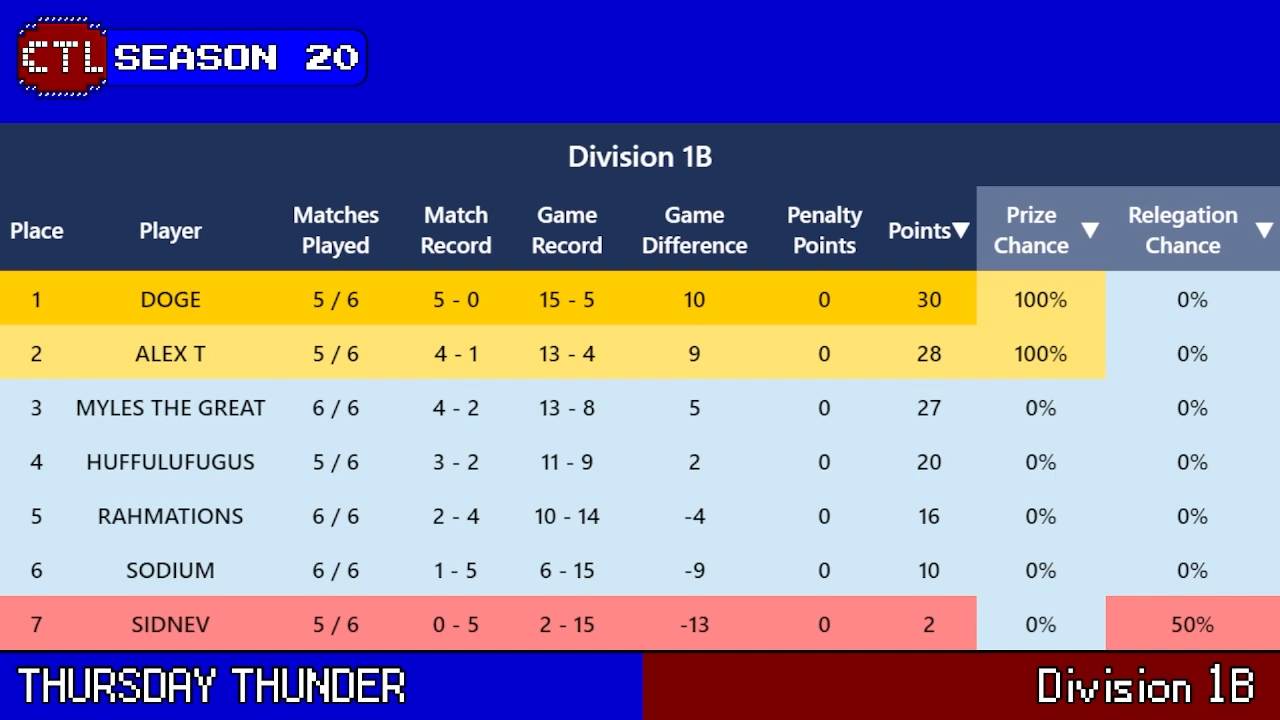 CTL SEASON 20
Division 1B
Place Player Matches Played Match Record Game Record Game Difference Penalty Points Points▼ Prize Chance ▼ Relegation Chance ▼
1 DOGE 5 / 6 5 - 0 15 - 5 10 0 30 100% 0%
2 ALEX T 5 / 6 4 - 1 13 - 4 9 0 28 100% 0%
3 MYLES THE GREAT 6 / 6 4 - 2 13 - 8 5 0 27 0% 0%
4 HUFFULUFUGUS 5 / 6 3 - 2 11 - 9 2 0 20 0% 0%
5 RAHMATIONS 6 / 6 2 - 4 10 - 14 -4 0 16 0% 0%
6 SODIUM 6 / 6 1 - 5 6 - 15 -9 0 10 0% 0%
7 SIDNEV 5 / 6 0 - 5 2 - 15 -13 0 2 0% 50%
THURSDAY THUNDER Division 1B